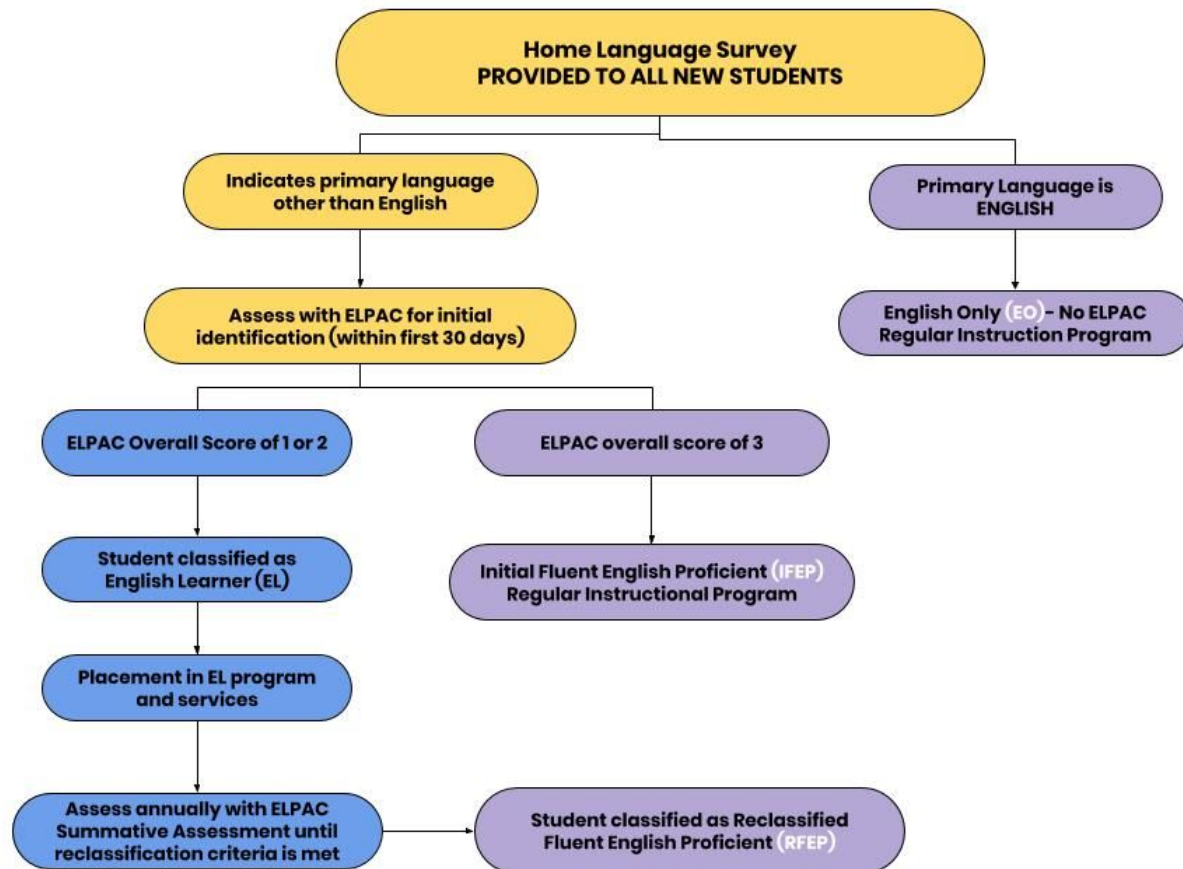 Home Language Survey
PROVIDED TO ALL NEW STUDENTS
Indicates primary language
other than English
Primary Language is
ENGLISH
Assess with ELPAC for initial
identification (within first 30 days)
English Only (EO)- No ELPAC
Regular Instruction Program
ELPAC Overall Score of 1 or 2
ELPAC overall score of 3
Student classified as
English Learner (EL)
Initial Fluent English Proficient (IFEP)
Regular Instructional Program
Placement in EL program
and services
Assess annually with ELPAC
Summative Assessment until
reclassification criteria is met
Student classified as Reclassified
Fluent English Proficient (RFEP)